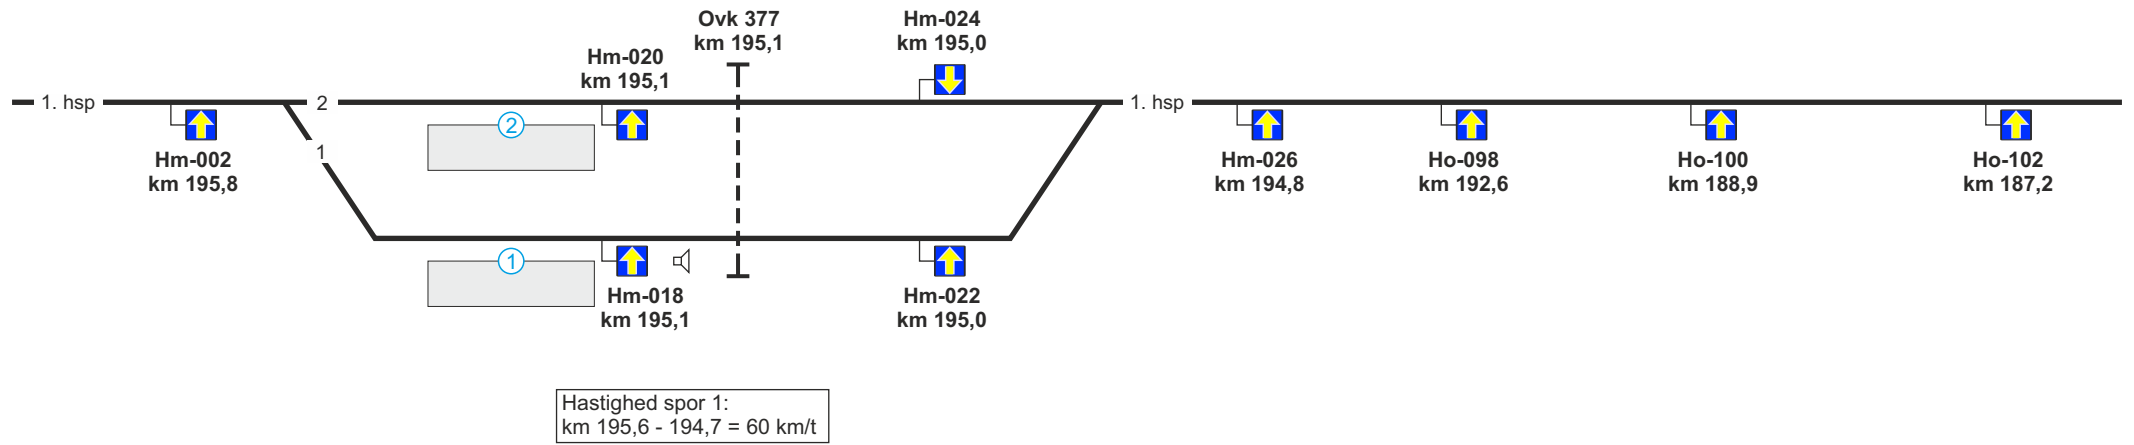 Ovk 377
km 195,1
Hm-024
km 195,0
Hm-020
km 195,1
1. hsp
2
1. hsp
2
1
Hm-002
km 195,8
Hm-026
km 194,8
Ho-098
km 192,6
Ho-100
km 188,9
Ho-102
km 187,2
1
Hm-018
km 195,1
Hm-022
km 195,0
Hastighed spor 1:
km 195,6 - 194,7 = 60 km/t